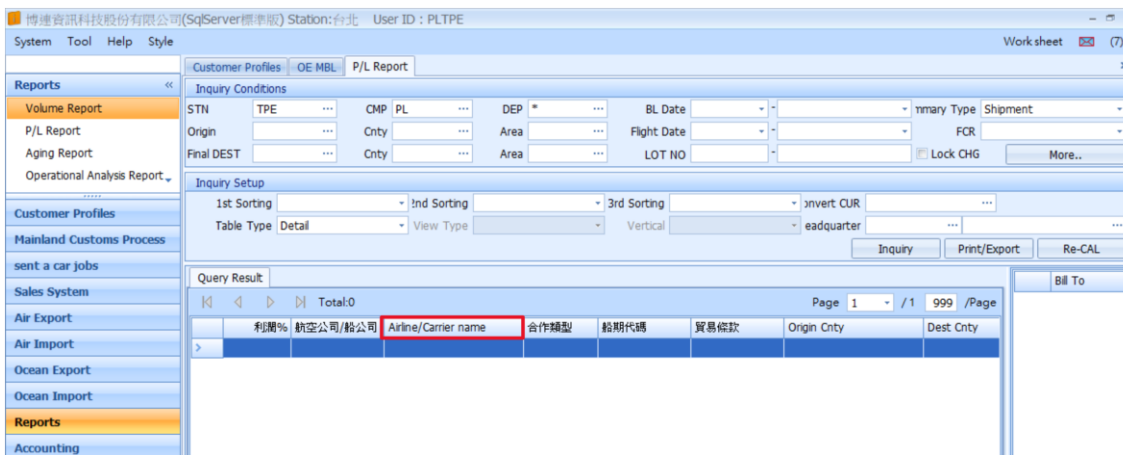 博連資訊科技股份有限公司(SqlServer標準版) Station:台北 User ID : PLTPE
System Tool Help Style Work sheet (7)
Customer Profiles OE MBL P/L Report
Reports «
Inquiry Conditions
Volume Report
STN TPE ... CMP PL ... DEP * ... BL Date - mmary Type Shipment
P/L Report
Origin ... Cnty ... Area ... Flight Date - FCR
Aging Report
Final DEST ... Cnty ... Area ... LOT NO - Lock CHG More..
Operational Analysis Report
Inquiry Setup
Customer Profiles
1st Sorting 2nd Sorting 3rd Sorting onvert CUR ...
Mainland Customs Process
Table Type Detail View Type Vertical eadquarter ... ...
sent a car jobs
Inquiry Print/Export Re-CAL
Sales System
Query Result Bill To
Air Export
Total:0 Page 1 / 1 999 /Page
Air Import
利潤% 航空公司/船公司 Airline/Carrier name 合作類型 船期代碼 貿易條款 Origin Cnty Dest Cnty
Ocean Export
Ocean Import
Reports
Accounting